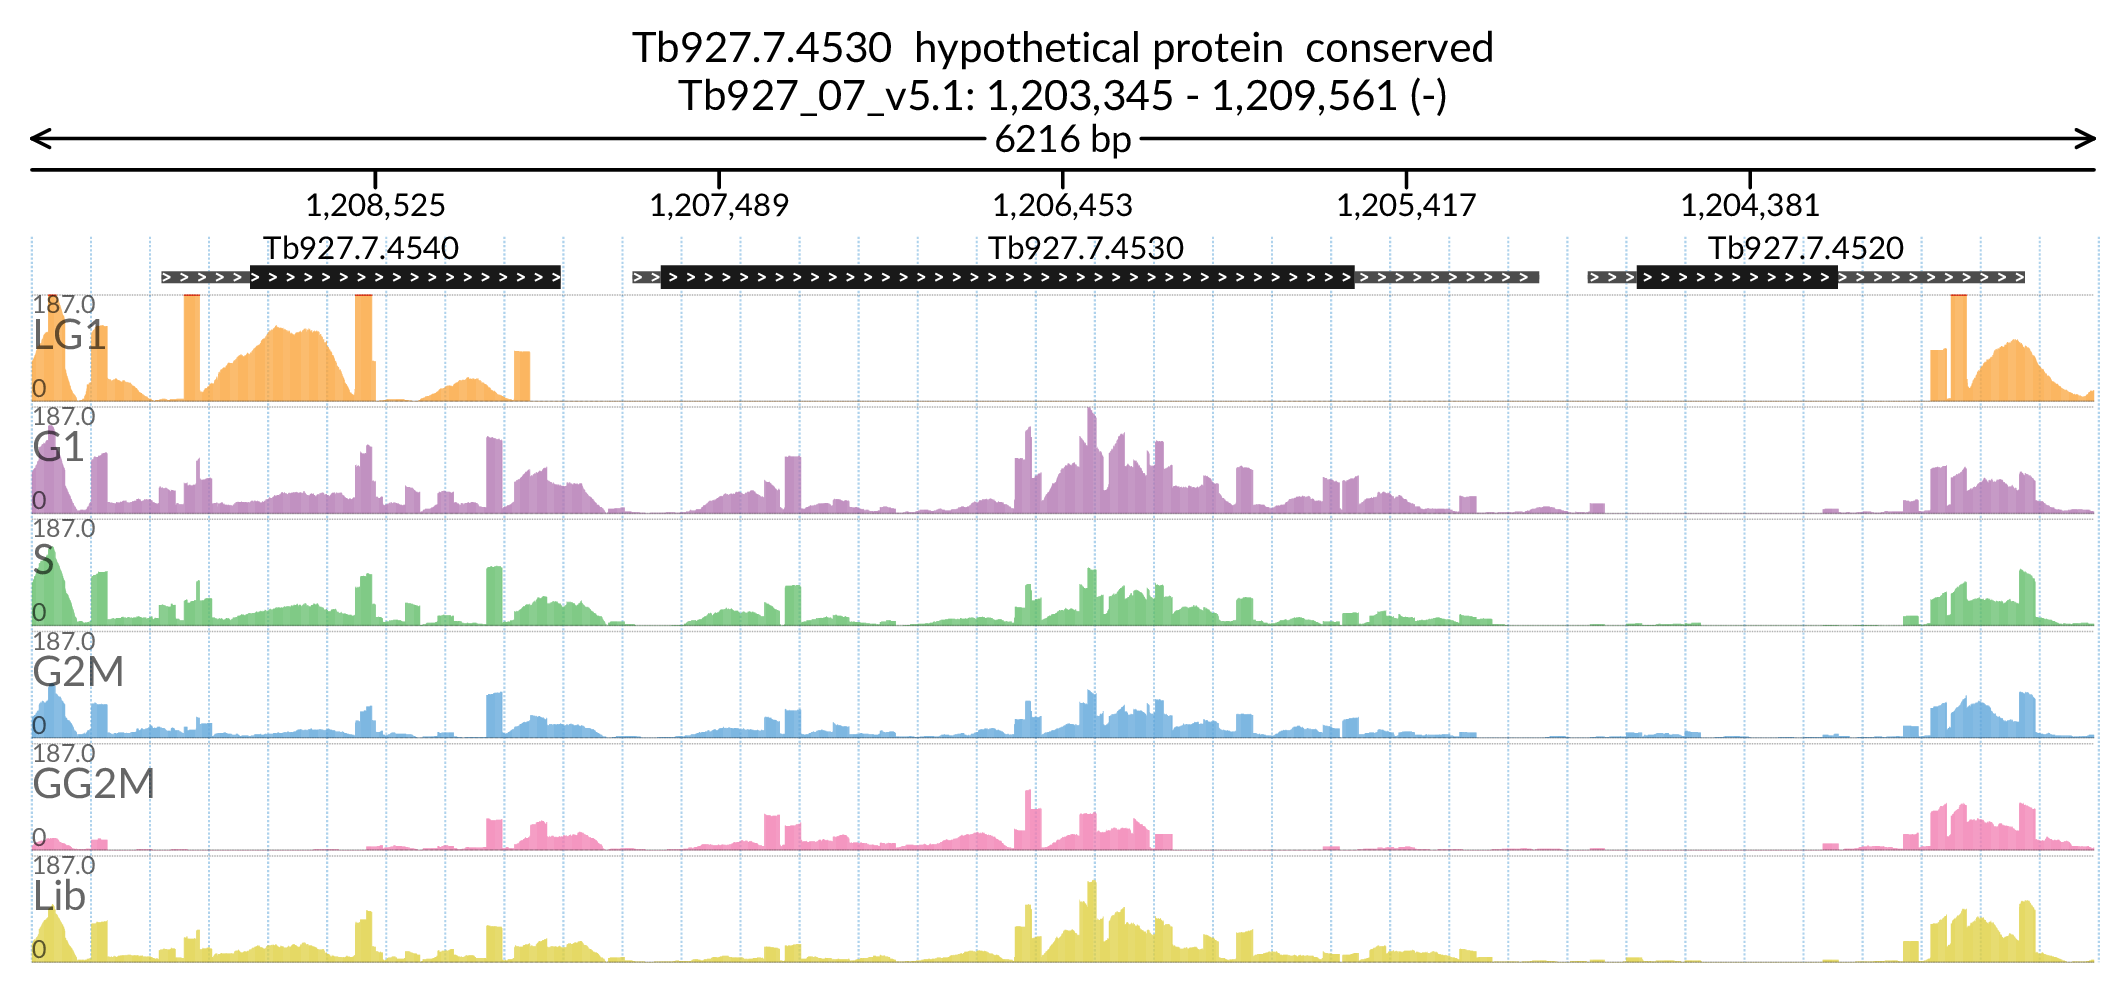 Tb927.7.4530  hypothetical protein  conserved
Tb927_07_v5.1: 1,203,345 - 1,209,561 (-)
6216 bp
1,208,525 1,207,489 1,206,453 1,205,417 1,204,381
Tb927.7.4540 Tb927.7.4530 Tb927.7.4520
187.0
LG1
0
187.0
G1
0
187.0
S
0
187.0
G2M
0
187.0
GG2M
0
187.0
Lib
0